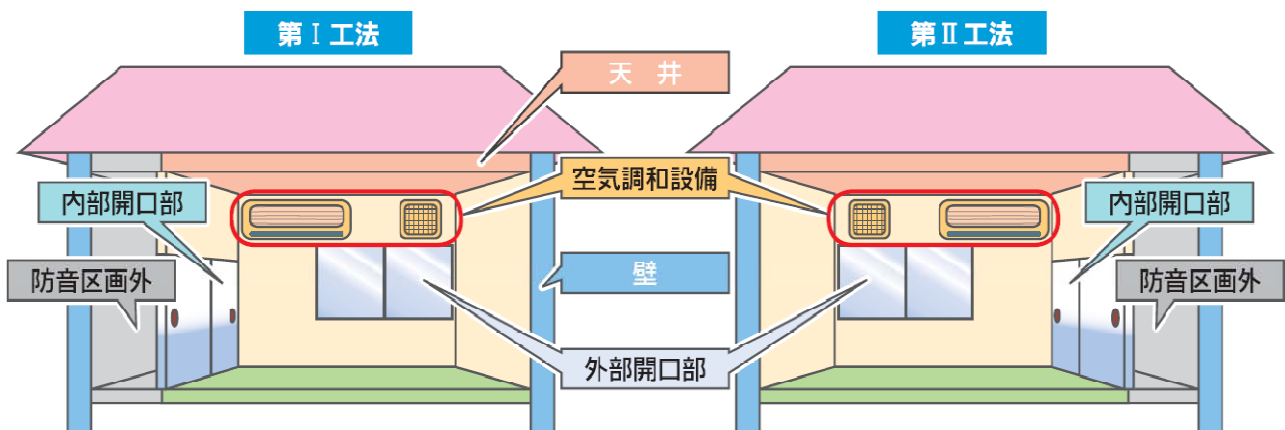 第Ⅰ工法
第Ⅱ工法
天 井
空気調和設備
内部開口部
内部開口部
壁
防音区画外
防音区画外
外部開口部